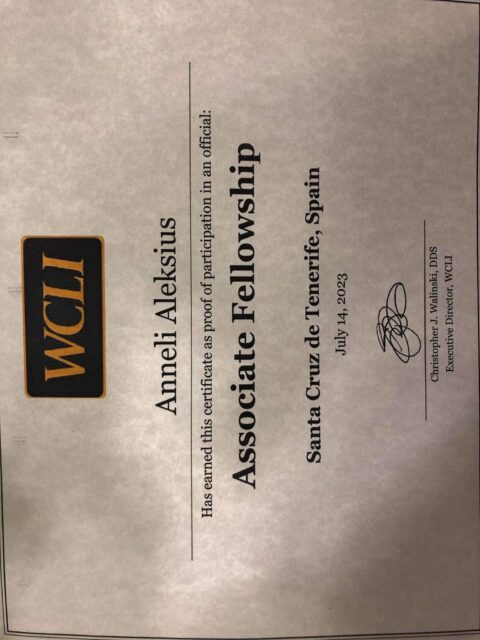 WCLI
Anneli Aleksius
Has earned this certificate as proof of participation in an official:
Associate Fellowship
Santa Cruz de Tenerife, Spain
July 14, 2023
Christopher J. Walinski, DDS
Executive Director, WCLI